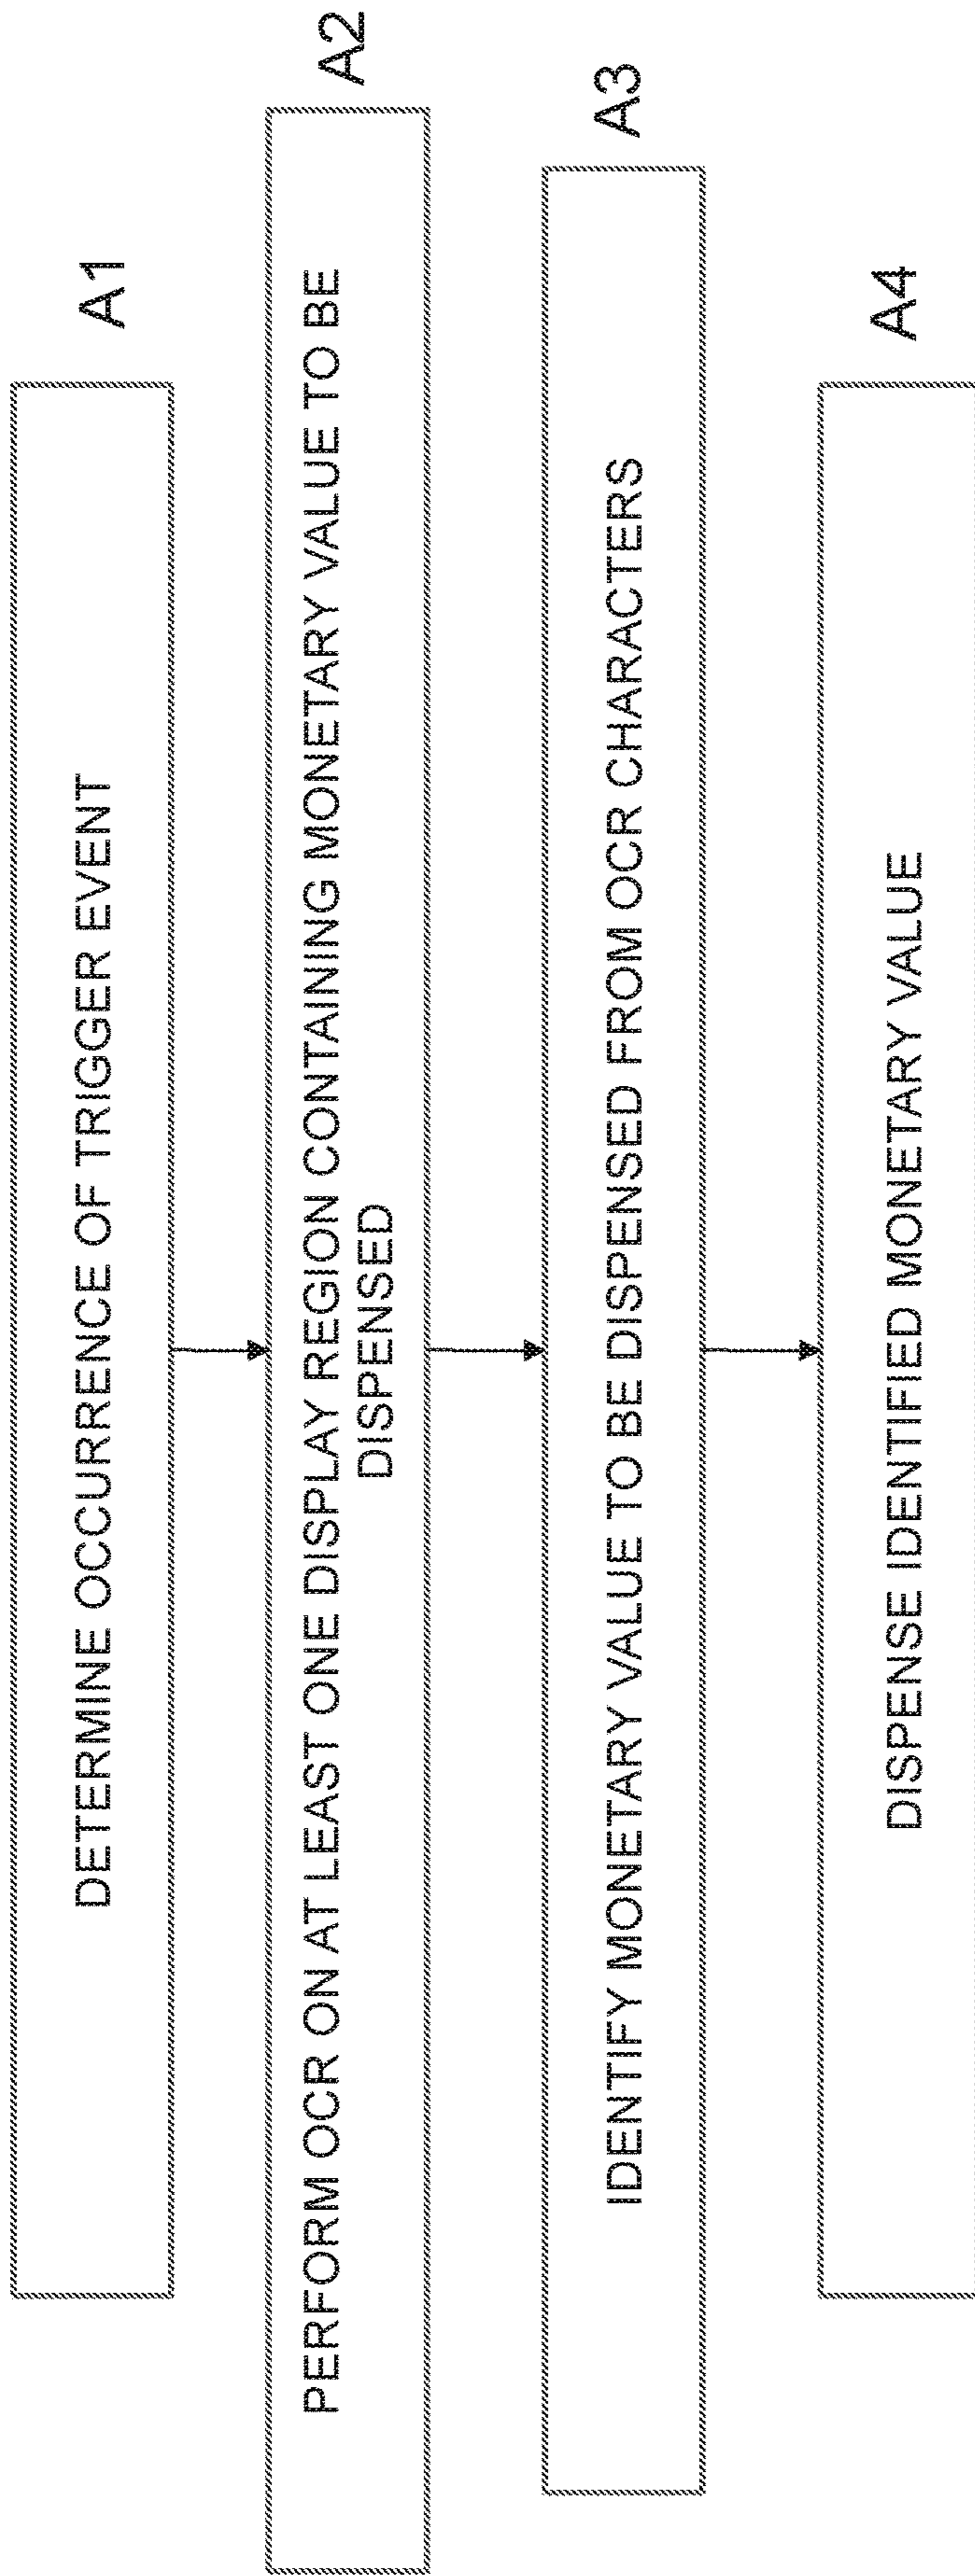 DETERMINE OCCURRENCE OF TRIGGER EVENT
A1
PERFORM OCR ON AT LEAST ONE DISPLAY REGION CONTAINING MONETARY VALUE TO BE
DISPENSED
A2
IDENTIFY MONETARY VALUE TO BE DISPENSED FROM OCR CHARACTERS
A3
DISPENSE IDENTIFIED MONETARY VALUE
A4